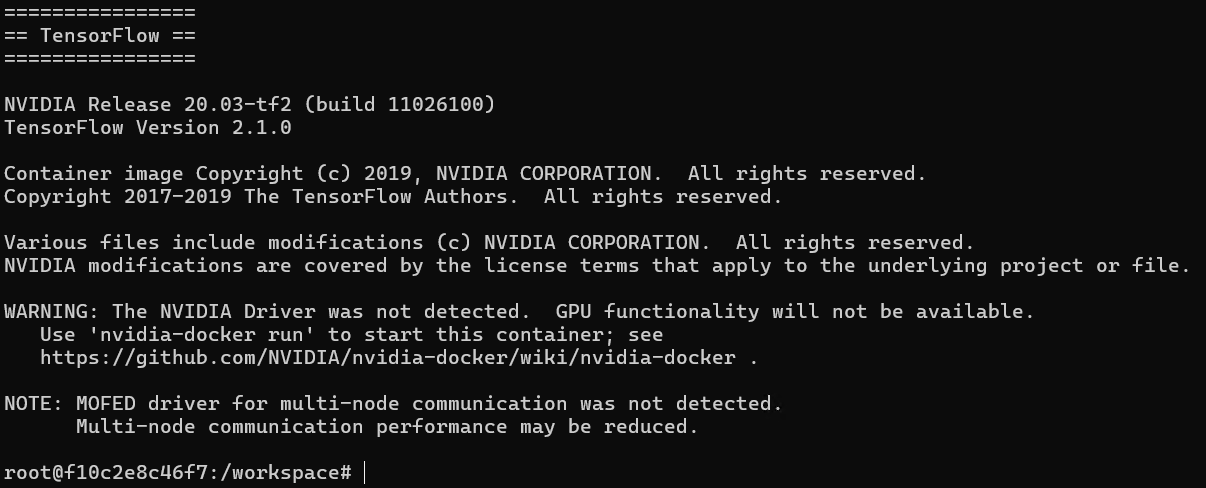 ================
== TensorFlow ==
================
NVIDIA Release 20.03-tf2 (build 11026100)
TensorFlow Version 2.1.0
Container image Copyright (c) 2019, NVIDIA CORPORATION.  All rights reserved.
Copyright 2017-2019 The TensorFlow Authors.  All rights reserved.
Various files include modifications (c) NVIDIA CORPORATION.  All rights reserved.
NVIDIA modifications are covered by the license terms that apply to the underlying project or file.
WARNING: The NVIDIA Driver was not detected.  GPU functionality will not be available.
   Use 'nvidia-docker run' to start this container; see
   https://github.com/NVIDIA/nvidia-docker/wiki/nvidia-docker .
NOTE: MOFED driver for multi-node communication was not detected.
      Multi-node communication performance may be reduced.
root@f10c2e8c46f7:/workspace#